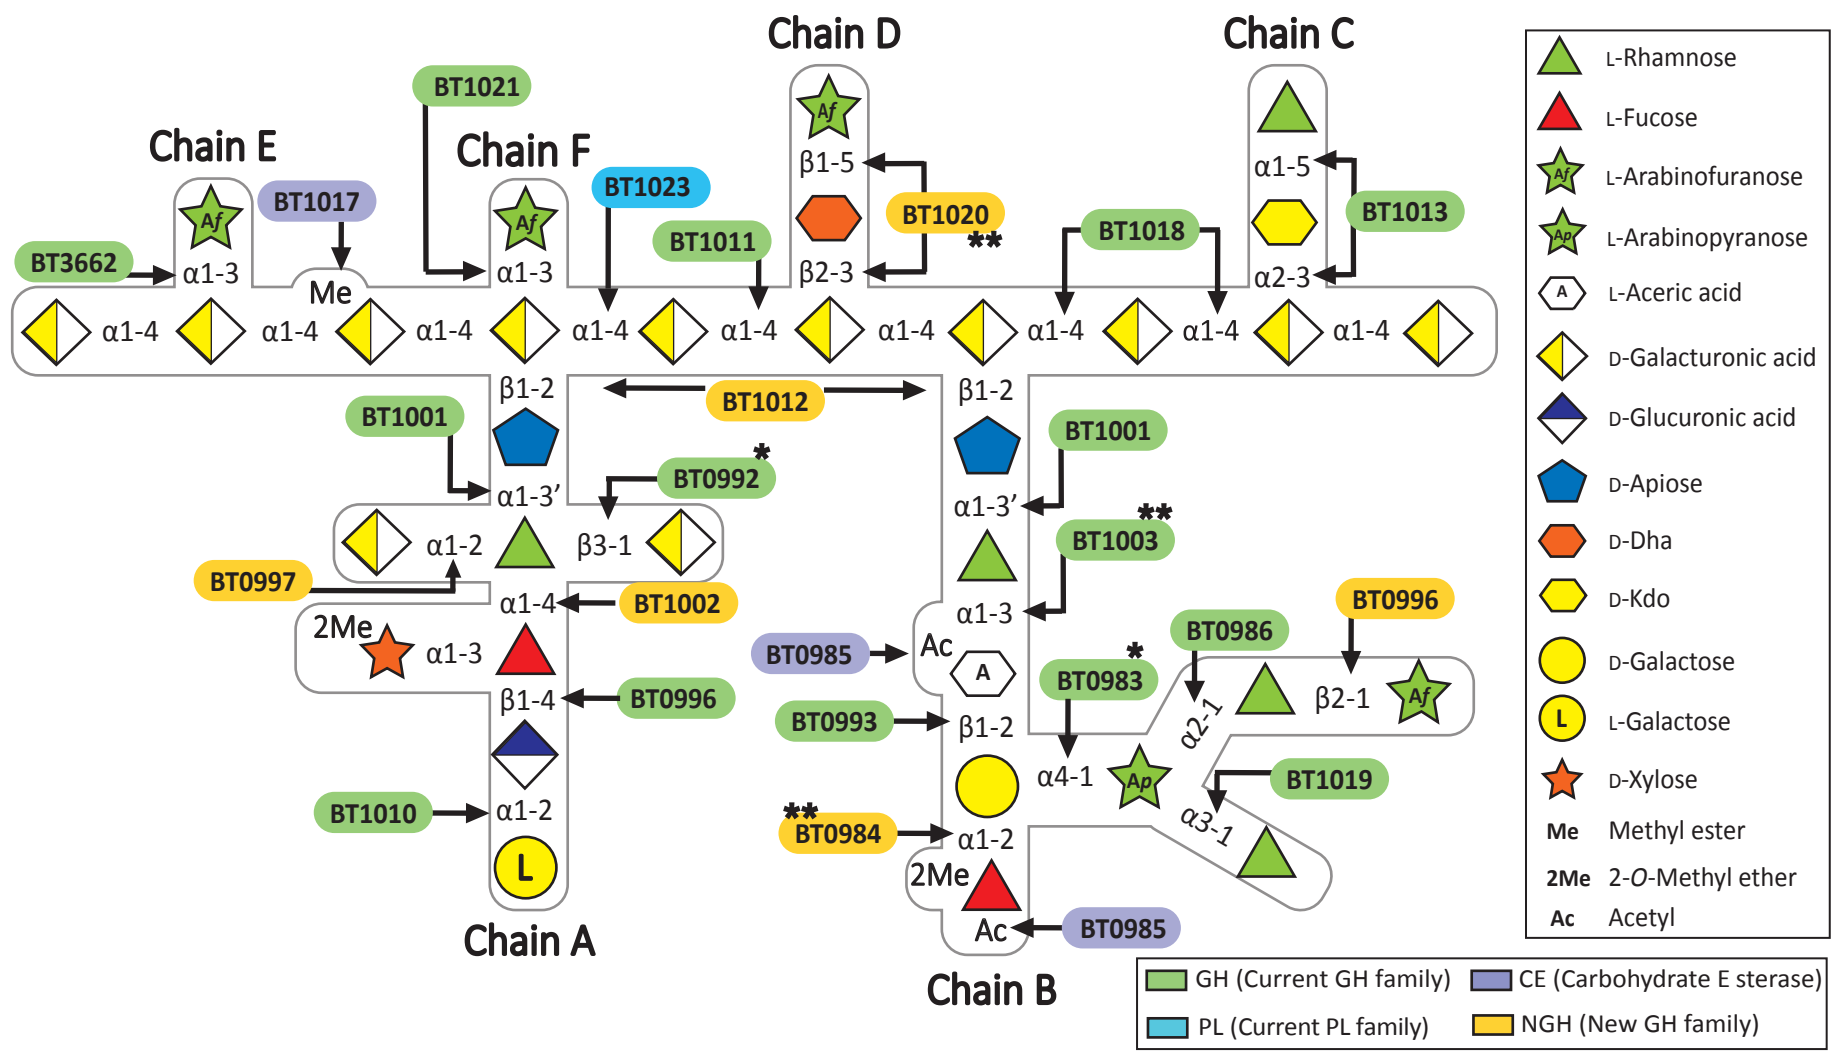 Chain D
Chain C
BT1021
Chain E
Chain F
Af
BT1017
Af
Af
BT1023
BT3662
α1-3
Me
α1-3
BT1011
β1-5
BT1020
**
β2-3
BT1018
α1-5
BT1013
α2-3
α1-4 α1-4 α1-4 α1-4 α1-4 α1-4 α1-4 α1-4 α1-4
β1-2
BT1012
β1-2
BT1001
BT1001
BT0992
*
α1-3’
α1-3’
BT1003
**
α1-2
β3-1
BT0997
α1-4
BT1002
α1-3
2Me
α1-3
BT0985
Ac
A
BT0986
BT0996
β1-4
BT0996
BT0983
*
BT0993
β1-2
α2-1
β2-1
Af
α4-1
Ap
BT1019
BT1010
α1-2
**
BT0984
α1-2
α3-1
L
2Me
Ac
BT0985
Chain A
Chain B
L-Rhamnose
L-Fucose
Af L-Arabinofuranose
Ap L-Arabinopyranose
A L-Aceric acid
D-Galacturonic acid
D-Glucuronic acid
D-Apiose
D-Dha
D-Kdo
D-Galactose
L L-Galactose
D-Xylose
Me Methyl ester
2Me 2-O-Methyl ether
Ac Acetyl
GH (Current GH family) CE (Carbohydrate E sterase)
PL (Current PL family) NGH (New GH family)